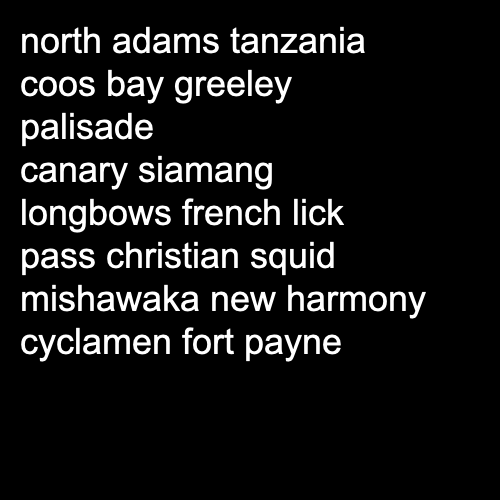 north adams tanzania
coos bay greeley
palisade
canary siamang
longbows french lick
pass christian squid
mishawaka new harmony
cyclamen fort payne